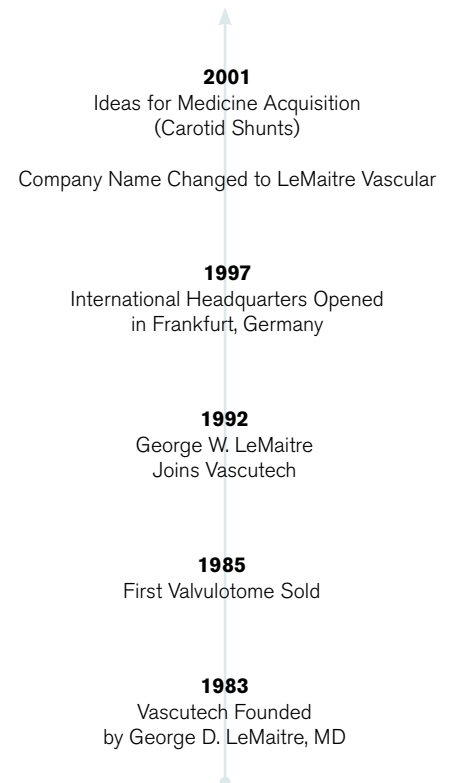 2001
Ideas for Medicine Acquisition
(Carotid Shunts)
Company Name Changed to LeMaitre Vascular
1997
International Headquarters Opened
in Frankfurt, Germany
1992
George W. LeMaitre
Joins Vascutech
1985
First Valvulotome Sold
1983
Vascutech Founded
by George D. LeMaitre, MD